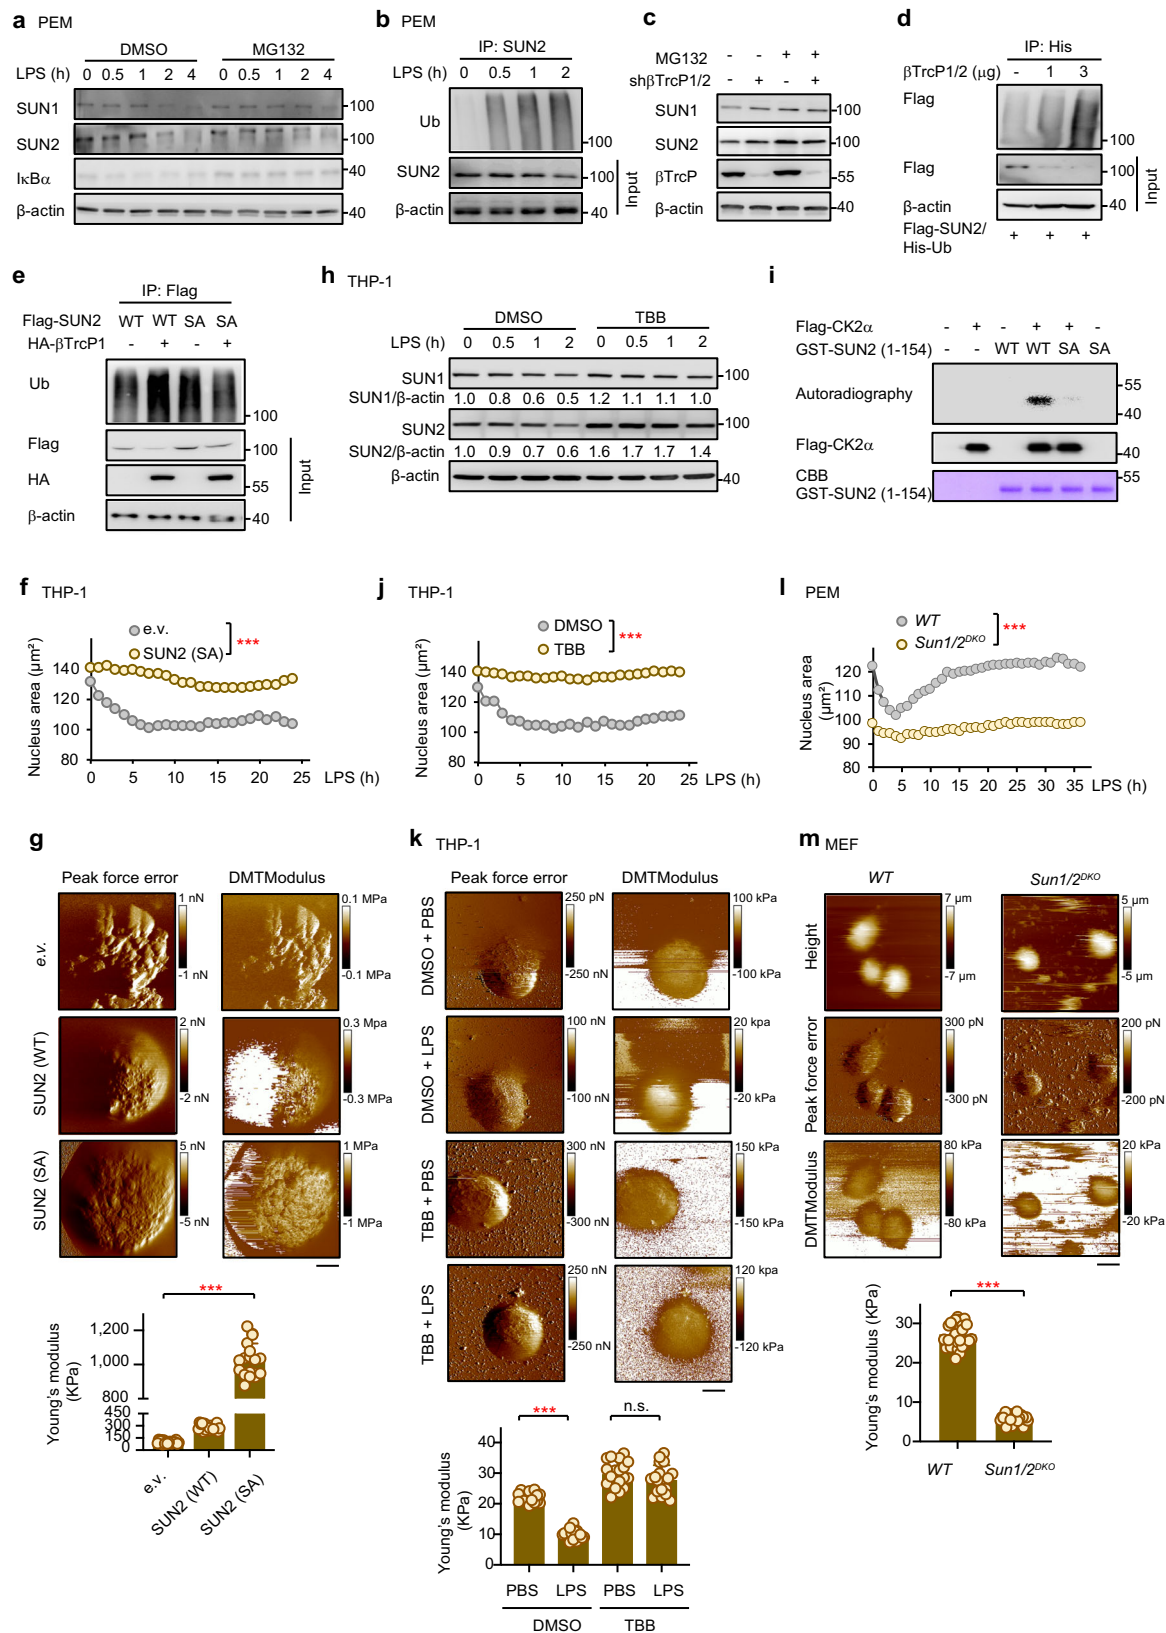 a PEM
DMSO MG132
LPS (h) 0 0.5 1 2 4 0 0.5 1 2 4
SUN1 100
SUN2 100
IκBα 40
β-actin 40
b PEM
IP: SUN2
LPS (h) 0 0.5 1 2
Ub 100
SUN2 100
β-actin 40
Input
c
MG132 - - + +
shβTrcP1/2 - + - +
SUN1 100
SUN2 100
βTrcP 55
β-actin 40
d
IP: His
βTrcP1/2 (μg) - 1 3
Flag 100
Flag 100
β-actin 40
Input
Flag-SUN2/
His-Ub + + +
e
IP: Flag
Flag-SUN2 WT WT SA SA
HA-βTrcP1 - + - +
Ub 100
Flag 100
HA 55
β-actin 40
Input
h THP-1
DMSO TBB
LPS (h) 0 0.5 1 2 0 0.5 1 2
SUN1 100
SUN1/β-actin 1.0 0.8 0.6 0.5 1.2 1.1 1.1 1.0
SUN2 100
SUN2/β-actin 1.0 0.9 0.7 0.6 1.6 1.7 1.7 1.4
β-actin 40
i
Flag-CK2α - + - + + -
GST-SUN2 (1-154) - - WT WT SA SA
Autoradiography 55
40
Flag-CK2α 40
CBB 55
GST-SUN2 (1-154)
f THP-1
e.v.
SUN2 (SA)
***
Nucleus area (μm²)
140
120
100
80
0 5 10 15 20 25 LPS (h)
j THP-1
DMSO
TBB
***
Nucleus area (μm²)
140
120
100
80
0 5 10 15 20 25 LPS (h)
l PEM
WT
Sun1/2DKO
***
Nucleus area
(μm²)
120
110
100
90
80
0 5 10 15 20 25 30 35 LPS (h)
g
Peak force error DMTModulus
e.v.
1 nN
-1 nN
0.1 MPa
-0.1 MPa
SUN2 (WT)
2 nN
-2 nN
0.3 Mpa
-0.3 MPa
SUN2 (SA)
5 nN
-5 nN
1 MPa
-1 MPa
***
Young's modulus
(KPa)
1,200
1,000
800
450
300
150
0
e.v. SUN2 (WT) SUN2 (SA)
k THP-1
Peak force error DMTModulus
DMSO + PBS
250 pN
-250 nN
100 kPa
-100 kPa
DMSO + LPS
100 nN
-100 nN
20 kpa
-20 kPa
TBB + PBS
300 nN
-300 nN
150 kPa
-150 kPa
TBB + LPS
250 nN
-250 nN
120 kpa
-120 kPa
*** n.s.
Young's modulus
(KPa)
40
30
20
10
0
PBS LPS PBS LPS
DMSO TBB
m MEF
WT Sun1/2DKO
Height
7 μm
-7 μm
5 μm
-5 μm
Peak force error
300 pN
-300 pN
200 pN
-200 pN
DMTModulus
80 kPa
-80 kPa
20 kPa
-20 kPa
***
Young's modulus (KPa)
30
20
10
0
WT Sun1/2DKO